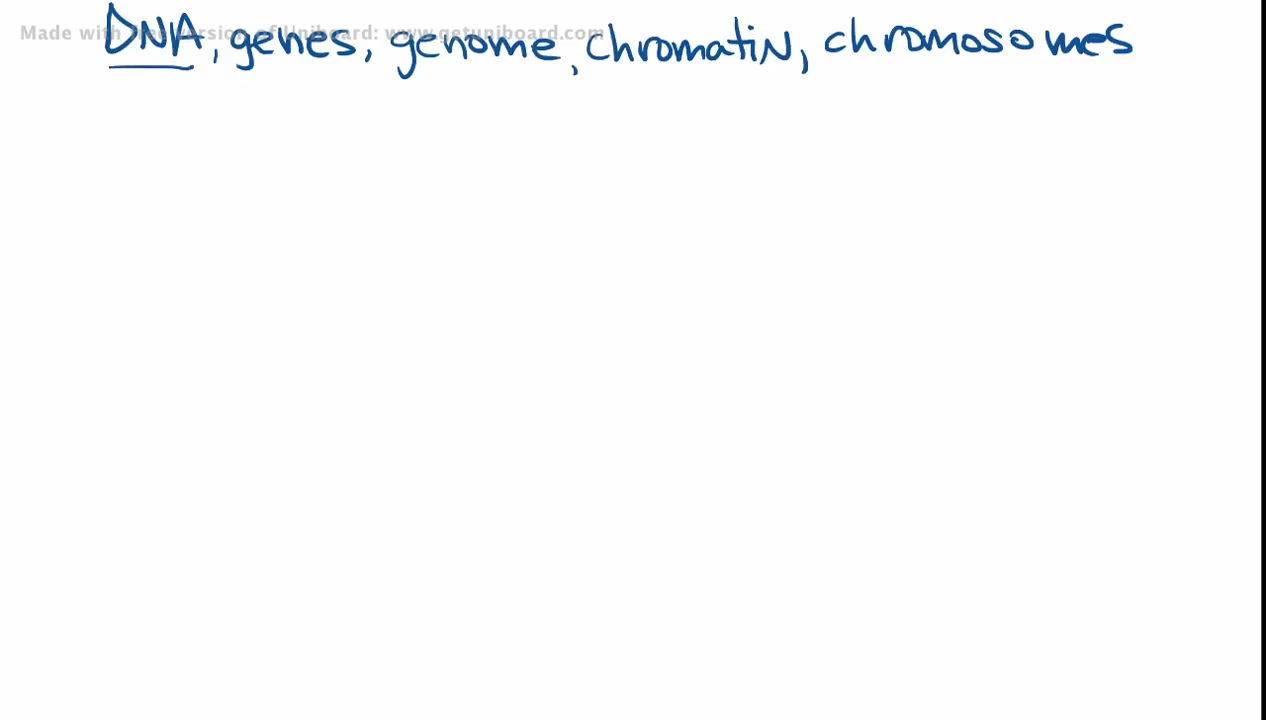 Made with free version of Uniboard: www.getuniboard.com
DNA, genes, genome, chromatin, chromosomes